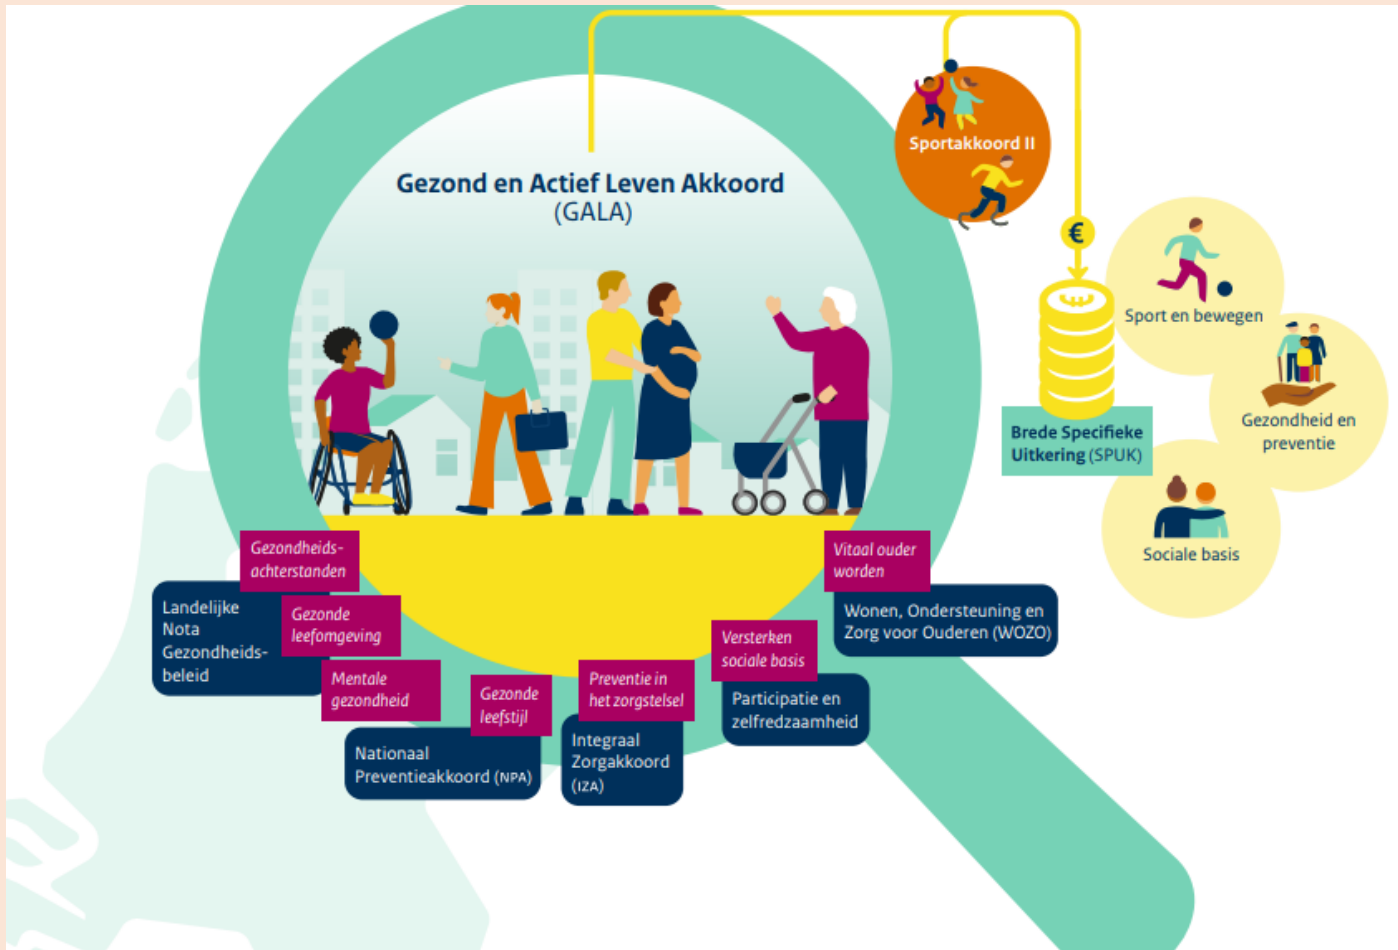 Gezond en Actief Leven Akkoord
(GALA)
Sportakkoord II
€
Sport en bewegen
Gezondheid en
preventie
Sociale basis
Brede Specifieke
Uitkering (SPUK)
Gezondheids-
achterstanden
Landelijke
Nota
Gezondheids-
beleid
Gezonde
leefomgeving
Mentale
gezondheid
Gezonde
leefstijl
Nationaal
Preventieakkoord (NPA)
Preventie in
het zorgstelsel
Integraal
Zorgakkoord
(IZA)
Versterken
sociale basis
Participatie en
zelfredzaamheid
Vitaal ouder
worden
Wonen, Ondersteuning en
Zorg voor Ouderen (WOZO)